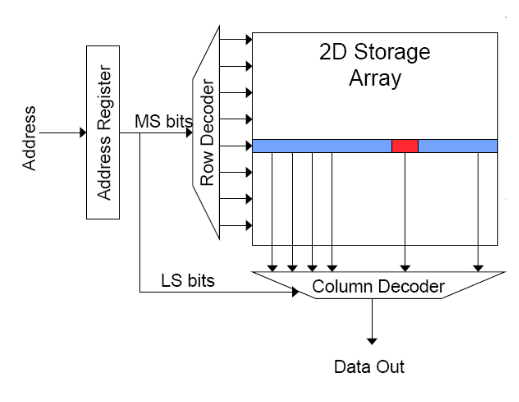 Address
Address Register
MS bits
LS bits
Row Decoder
2D Storage
Array
Column Decoder
Data Out